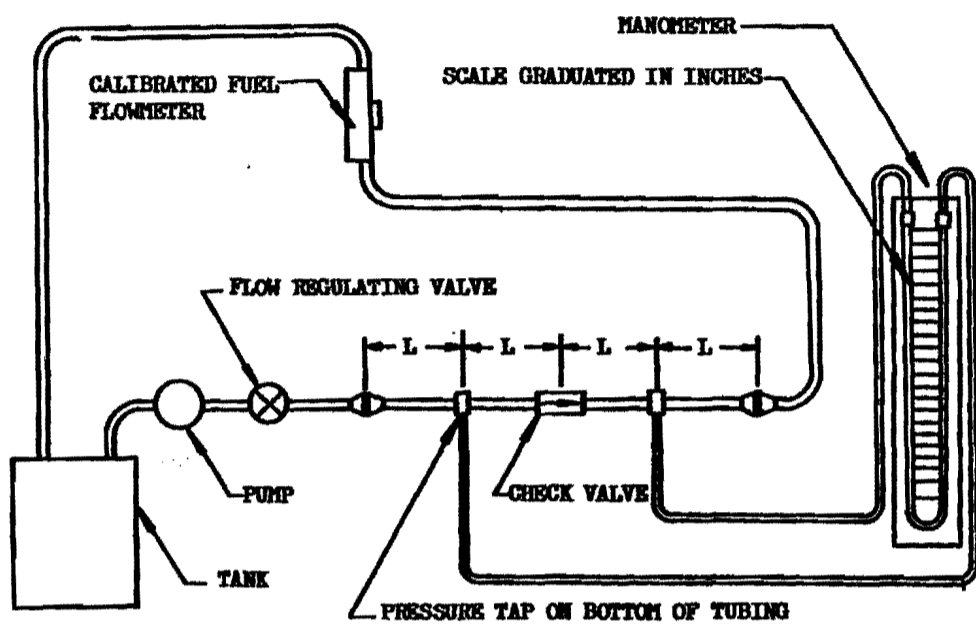 MANOMETER
SCALE GRADUATED IN INCHES
CALIBRATED FUEL
FLOWMETER
FLOW REGULATING VALVE
L L L L
PUMP
CHECK VALVE
TANK
PRESSURE TAP ON BOTTOM OF TUBING